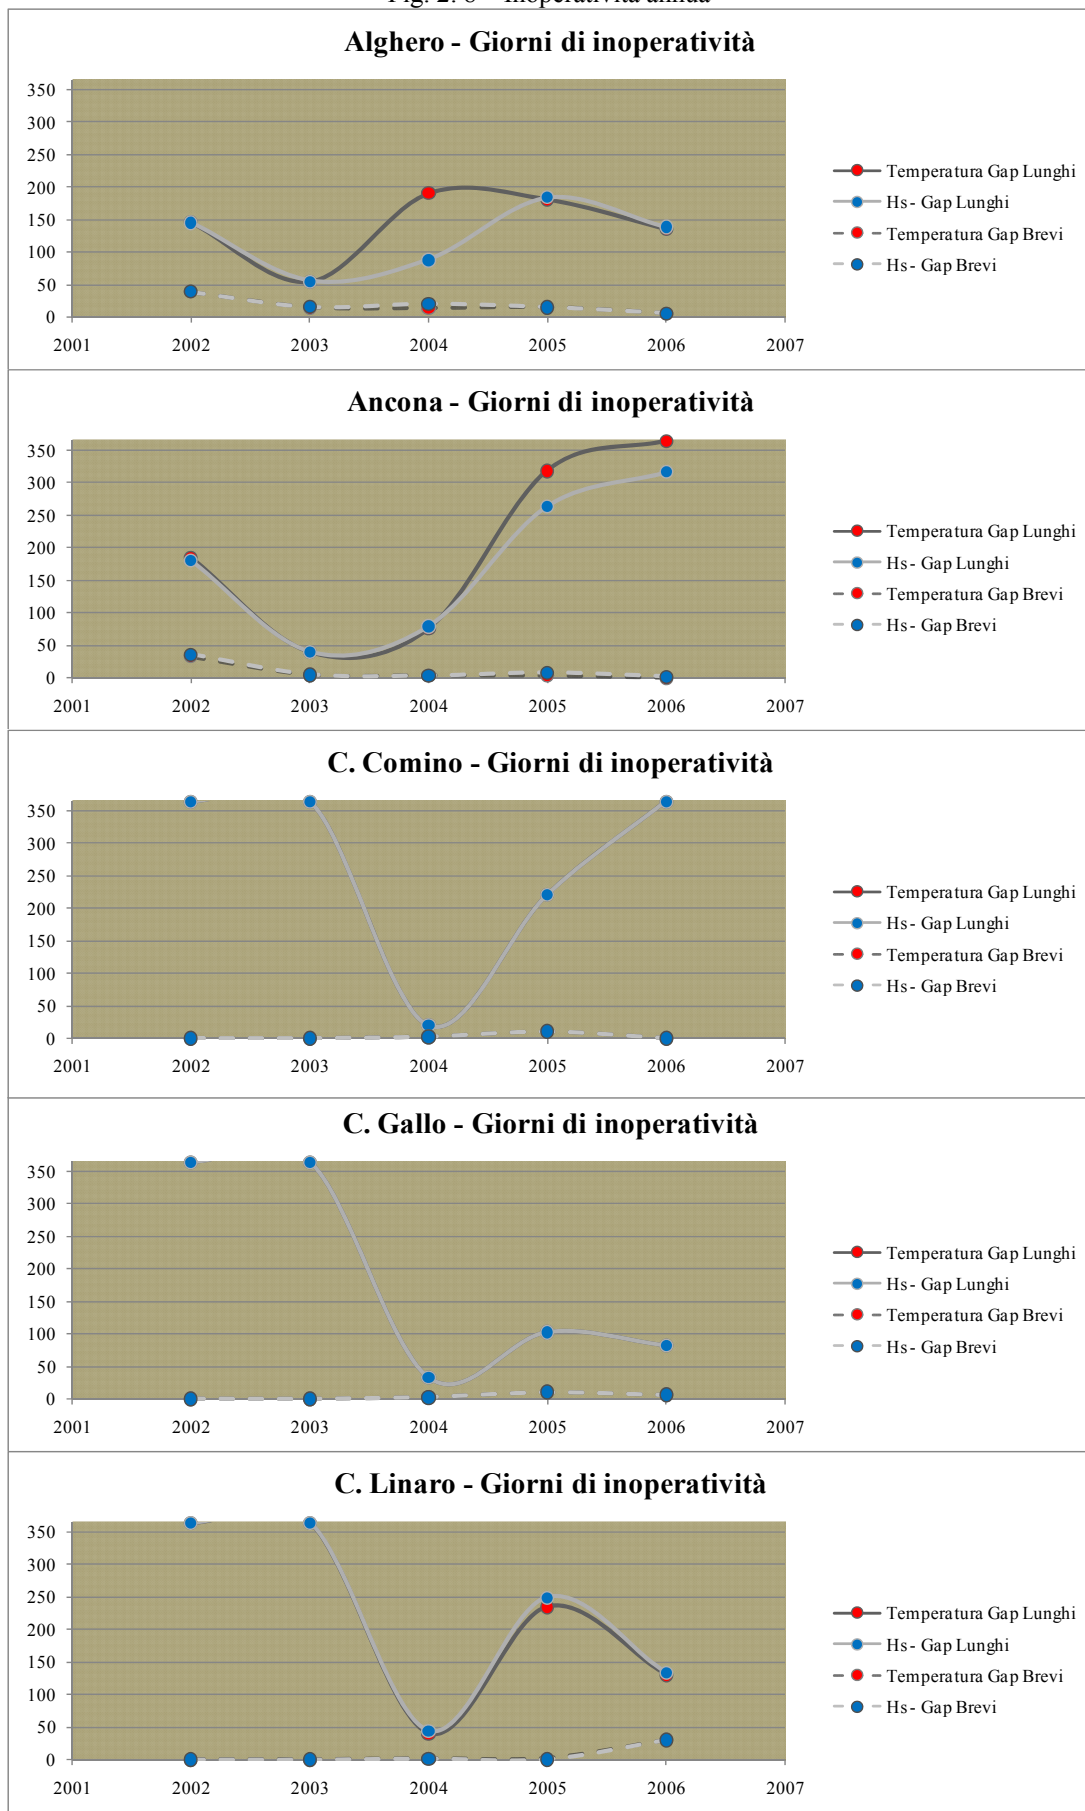 Alghero - Giorni di inoperatività
350
300
250
200
150
100
50
0
2001 2002 2003 2004 2005 2006 2007
Temperatura Gap Lunghi
Hs - Gap Lunghi
Temperatura Gap Brevi
Hs - Gap Brevi
Ancona - Giorni di inoperatività
350
300
250
200
150
100
50
0
2001 2002 2003 2004 2005 2006 2007
Temperatura Gap Lunghi
Hs - Gap Lunghi
Temperatura Gap Brevi
Hs - Gap Brevi
C. Comino - Giorni di inoperatività
350
300
250
200
150
100
50
0
2001 2002 2003 2004 2005 2006 2007
Temperatura Gap Lunghi
Hs - Gap Lunghi
Temperatura Gap Brevi
Hs - Gap Brevi
C. Gallo - Giorni di inoperatività
350
300
250
200
150
100
50
0
2001 2002 2003 2004 2005 2006 2007
Temperatura Gap Lunghi
Hs - Gap Lunghi
Temperatura Gap Brevi
Hs - Gap Brevi
C. Linaro - Giorni di inoperatività
350
300
250
200
150
100
50
0
2001 2002 2003 2004 2005 2006 2007
Temperatura Gap Lunghi
Hs - Gap Lunghi
Temperatura Gap Brevi
Hs - Gap Brevi